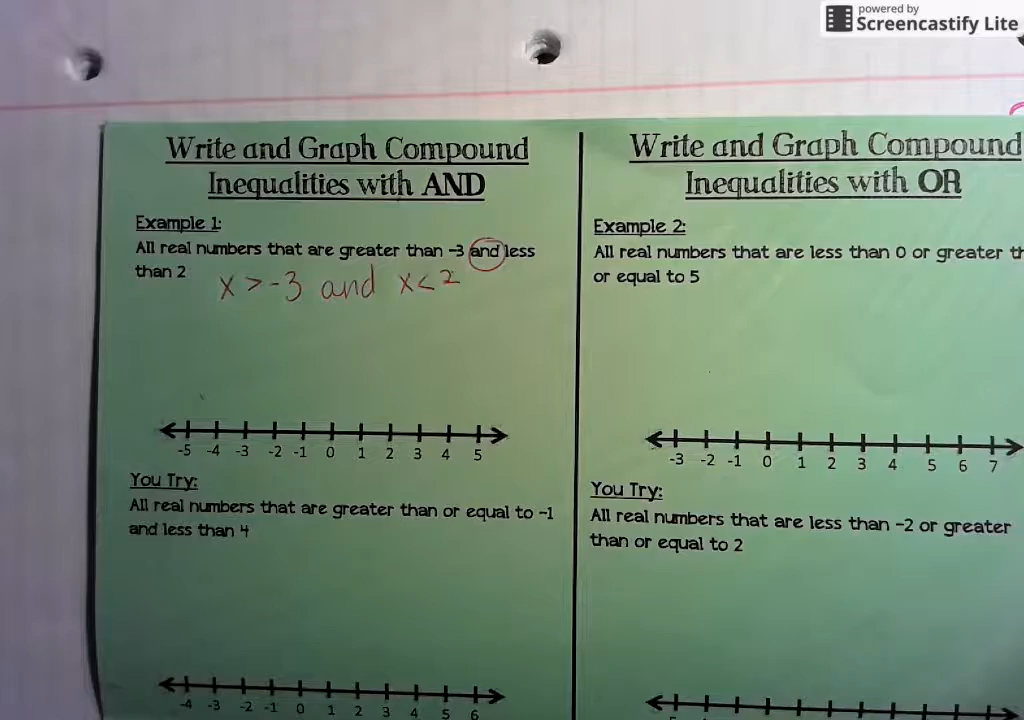 powered by
Screencastify Lite
Write and Graph Compound
Inequalities with AND
Example 1:
All real numbers that are greater than -3 and less
than 2
x > -3 and x < 2
-5 -4 -3 -2 -1 0 1 2 3 4 5
You Try:
All real numbers that are greater than or equal to -1
and less than 4
-4 -3 -2 -1 0 1 2 3 4 5 6
Write and Graph Compound
Inequalities with OR
Example 2:
All real numbers that are less than 0 or greater th
or equal to 5
-3 -2 -1 0 1 2 3 4 5 6 7
You Try:
All real numbers that are less than -2 or greater
than or equal to 2